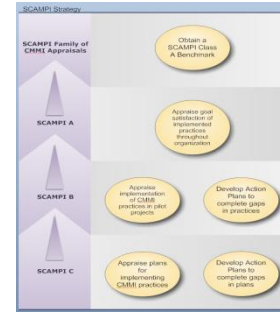 SCAMPI Strategy
SCAMPI Family of
CMMI Appraisals
Obtain a
SCAMPI Class
A Benchmark
SCAMPI A
Appraise goal
satisfaction of
implemented
practices
throughout
organization
SCAMPI B
Appraise
implementation
of CMMI
practices in pilot
projects
Develop Action
Plans to
complete gaps
in practices
SCAMPI C
Appraise plans
for
implementing
CMMI practices
Develop Action
Plans to
complete gaps
in plans